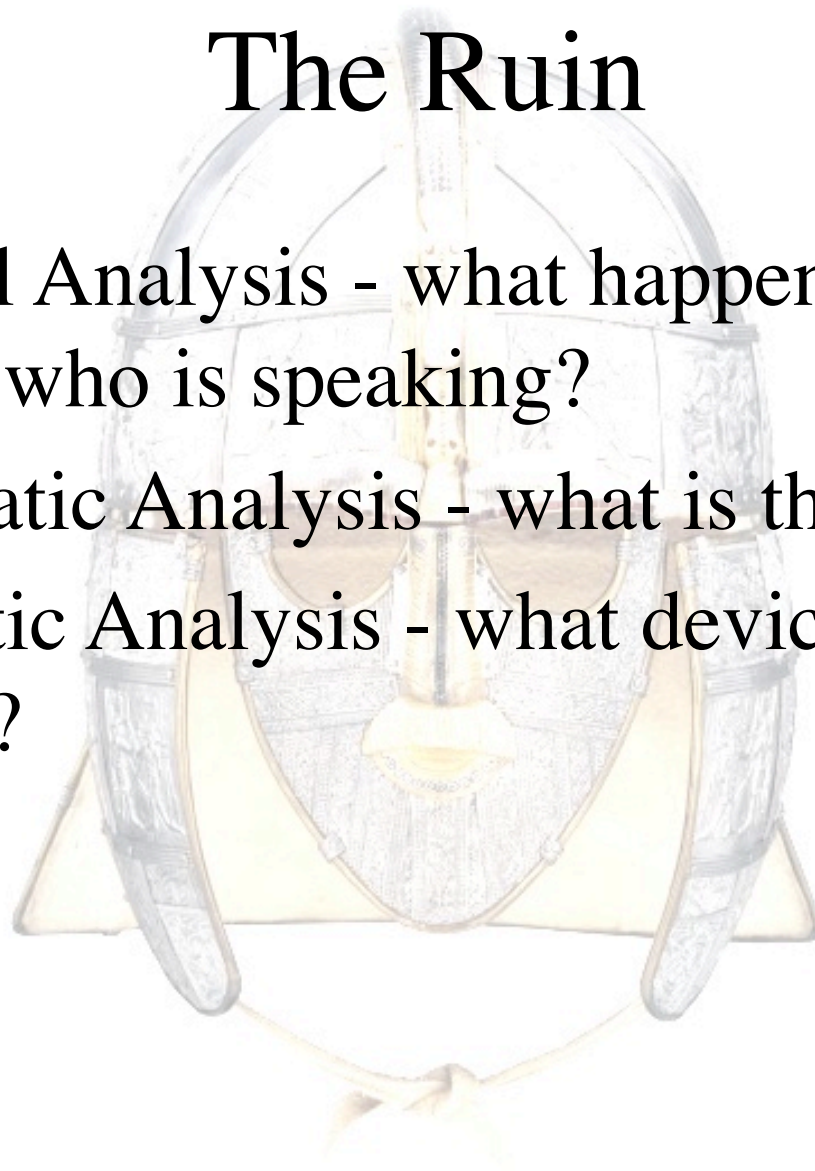 The Ruin
l Analysis - what happen
who is speaking?
atic Analysis - what is th
tic Analysis - what devic
?